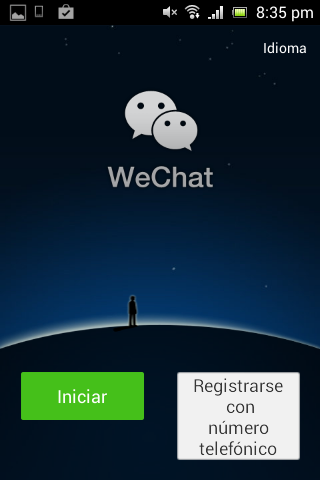 8:35 pm
Idioma
WeChat
Iniciar
Registrarse
con
número
telefónico